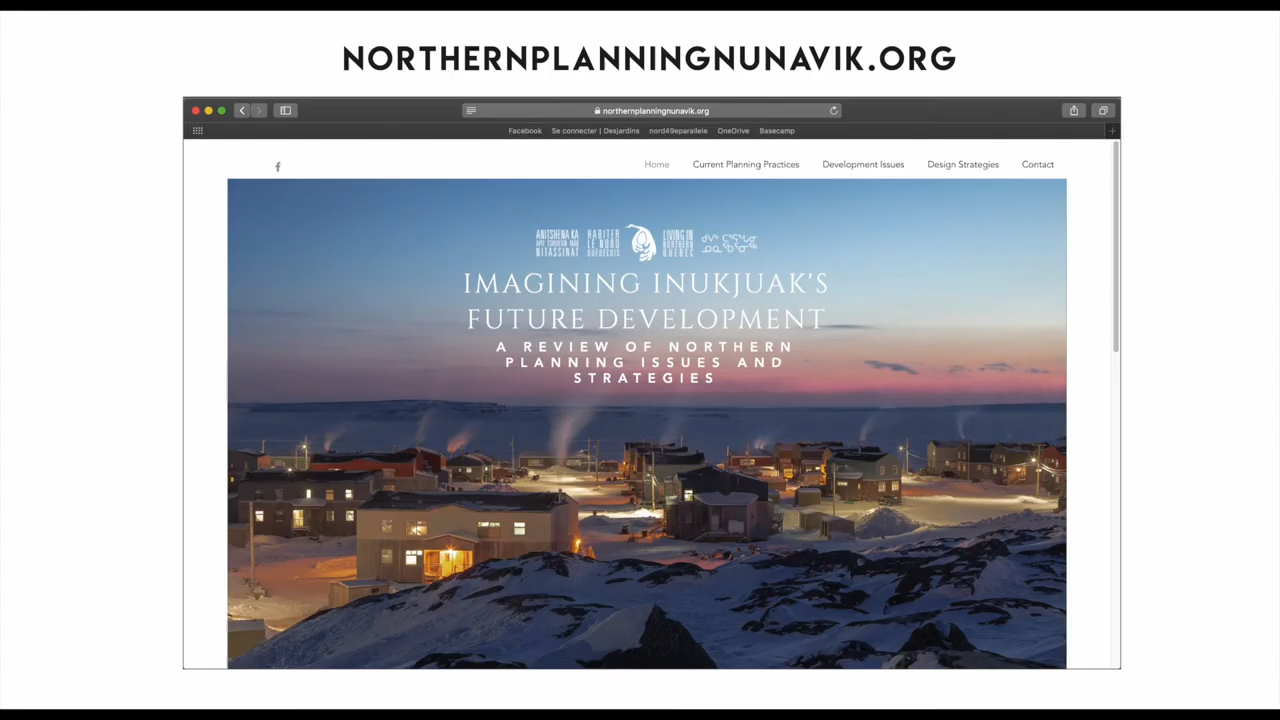 NORTHERNPLANNINGNUNAVIK.ORG
northernplanningnunavik.org
Facebook Se connecter | Desjardins nord49eparallele OneDrive Basecamp
Home Current Planning Practices Development Issues Design Strategies Contact
HABITER LIVING IN
LE NORD NORTHERN
NITASSINAT QUÉBÉCOIS QUEBEC
IMAGINING INUKJUAK'S
FUTURE DEVELOPMENT
A REVIEW OF NORTHERN
PLANNING ISSUES AND
STRATEGIES